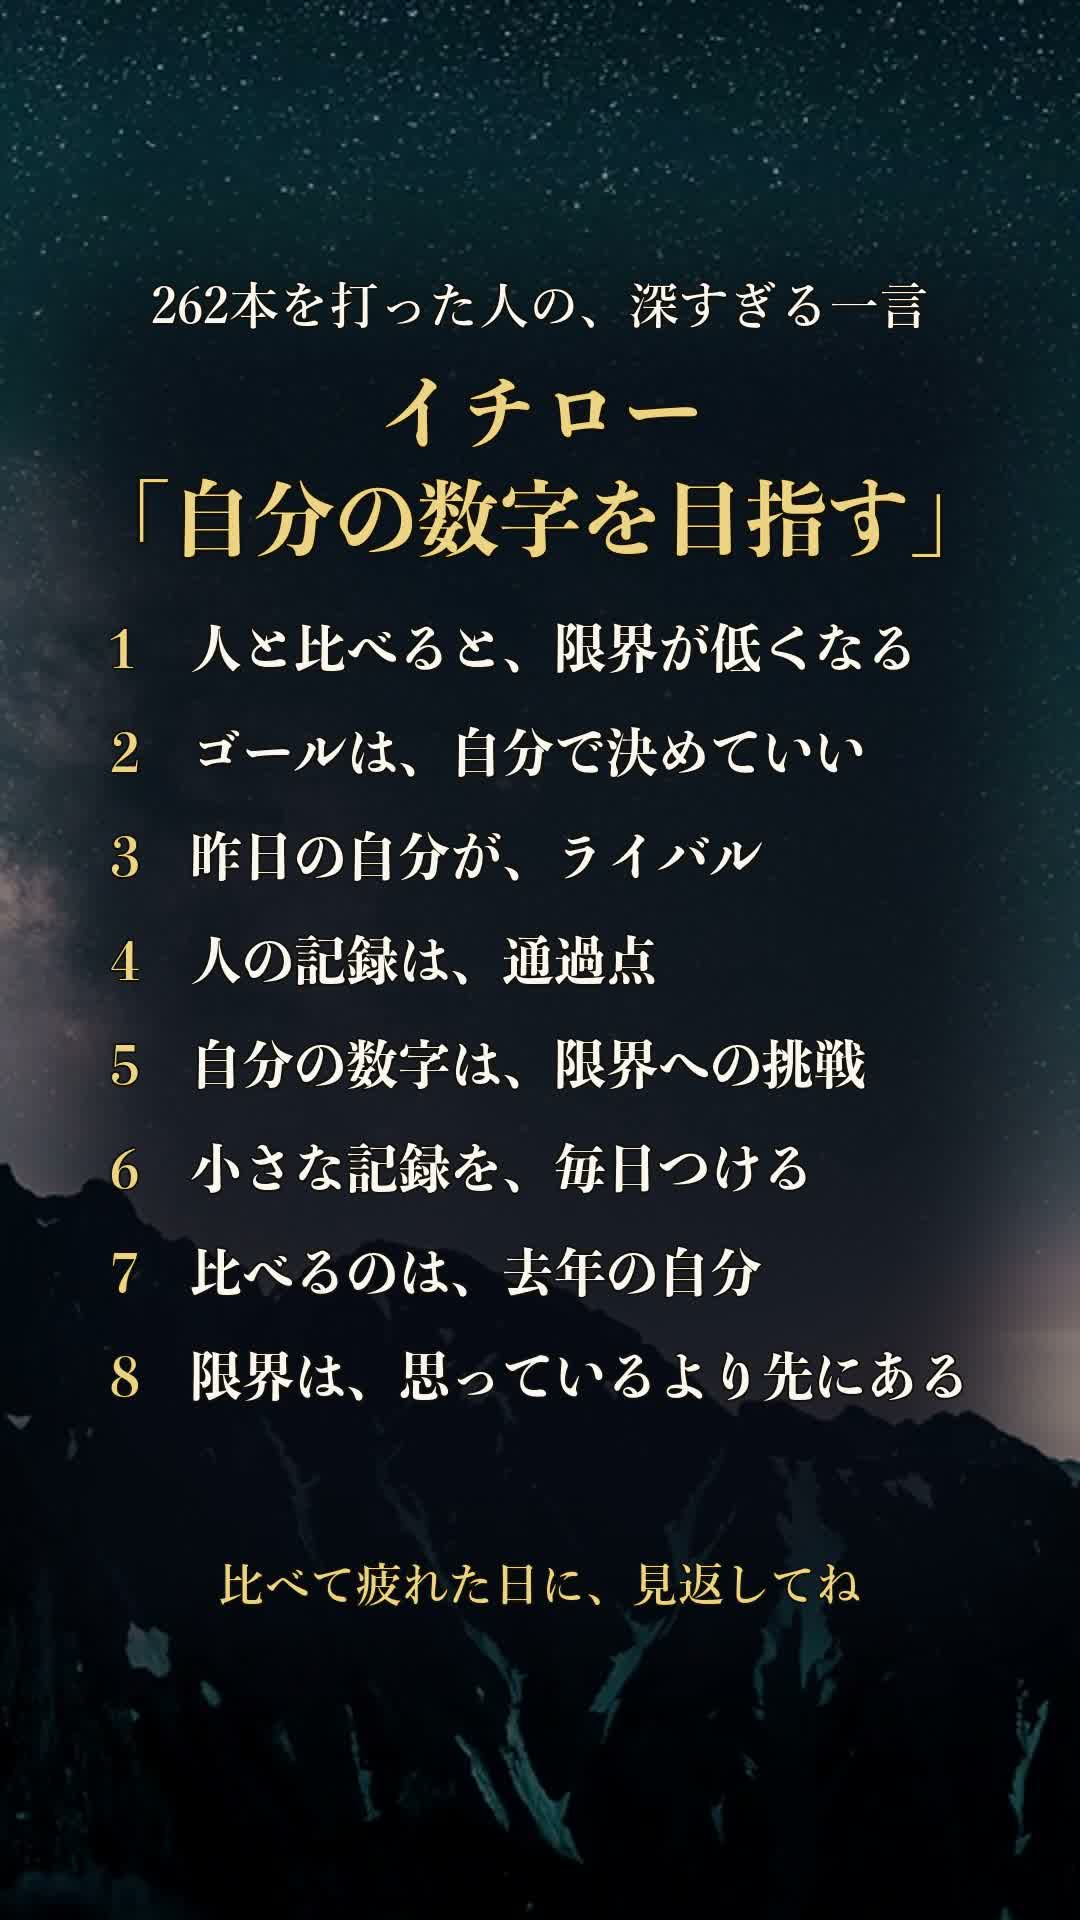 262本を打った人の、深すぎる一言
イチロー
「自分の数字を目指す」
1 人と比べると、限界が低くなる
2 ゴールは、自分で決めていい
3 昨日の自分が、ライバル
4 人の記録は、通過点
5 自分の数字は、限界への挑戦
6 小さな記録を、毎日つける
7 比べるのは、去年の自分
8 限界は、思っているより先にある
比べて疲れた日に、見返してね